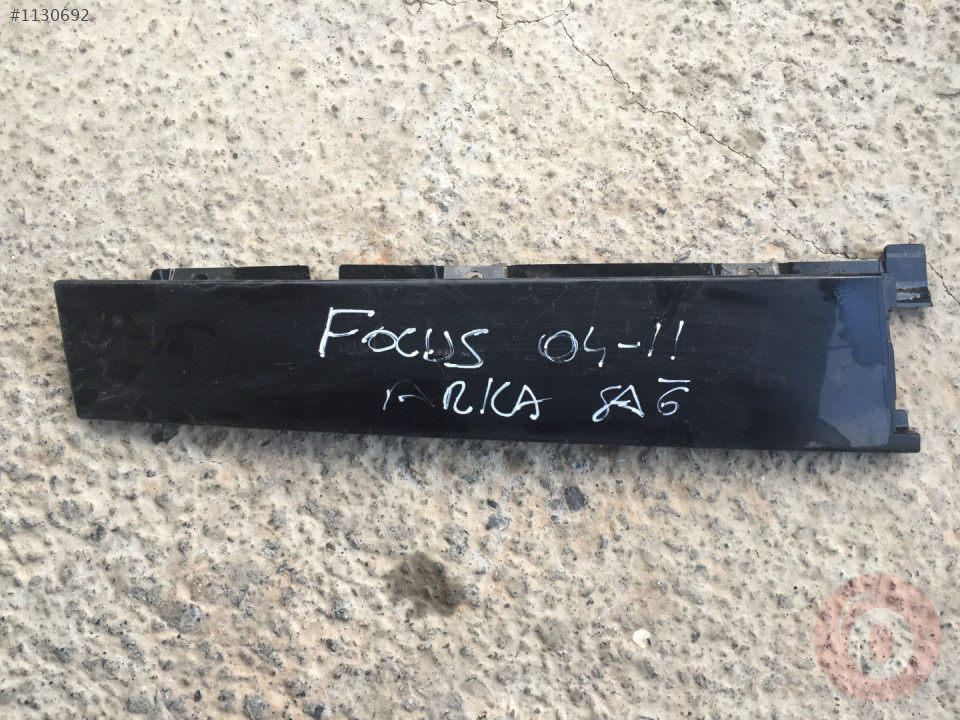 #1130692
FOCUS 04-11
ARKA SAĞ